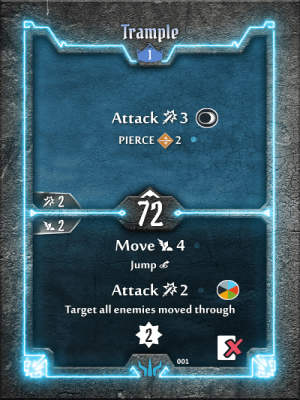 Trample
1
Attack 3
PIERCE 2
2
72
2
Move 4
Jump
Attack 2
Target all enemies moved through
2
001